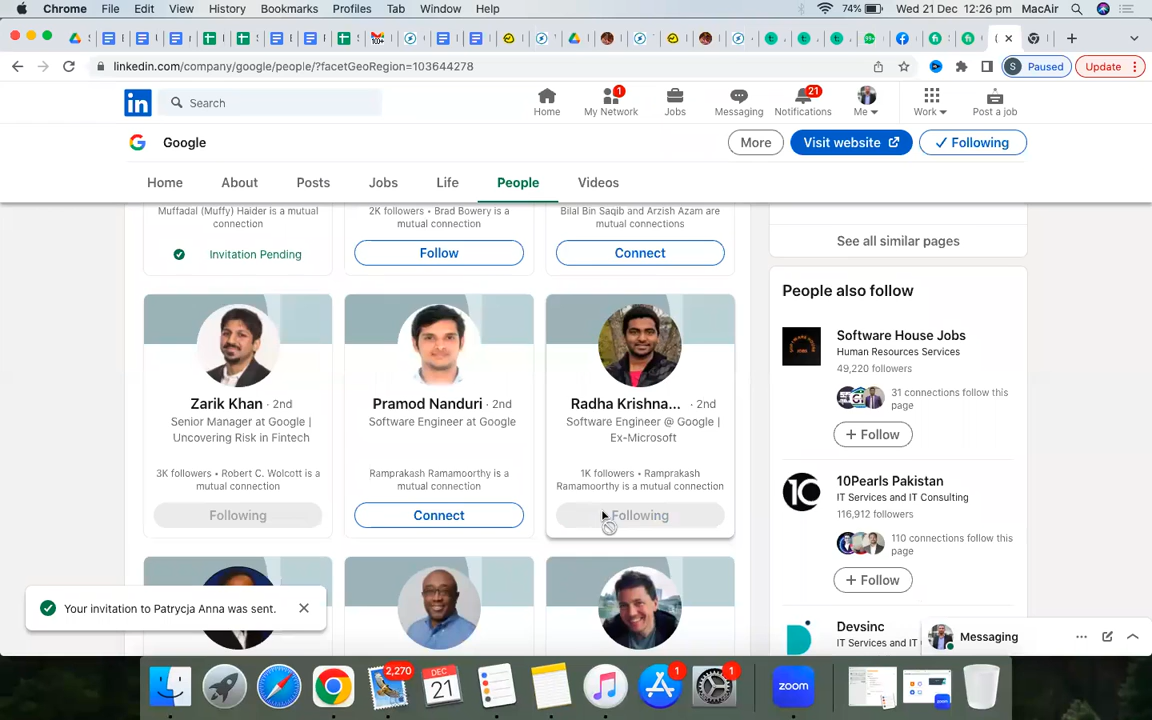 Chrome File Edit View History Bookmarks Profiles Tab Window Help 74% Wed 21 Dec 12:26 pm MacAir
linkedin.com/company/google/people/?facetGeoRegion=103644278 S Paused Update
in Search Home My Network 1 Jobs Messaging Notifications 21 Me Work Post a job
Google More Visit website Following
Home About Posts Jobs Life People Videos
Muffadal (Muffy) Haider is a mutual
connection
Invitation Pending
2K followers • Brad Bowery is a
mutual connection
Follow
Bilal Bin Saqib and Arzish Azam are
mutual connections
Connect
Zarik Khan · 2nd
Senior Manager at Google |
Uncovering Risk in Fintech
3K followers • Robert C. Wolcott is a
mutual connection
Following
Pramod Nanduri · 2nd
Software Engineer at Google
Ramprakash Ramamoorthy is a
mutual connection
Connect
Radha Krishna... · 2nd
Software Engineer @ Google |
Ex-Microsoft
1K followers • Ramprakash
Ramamoorthy is a mutual connection
Following
See all similar pages
People also follow
Software House Jobs
Human Resources Services
49,220 followers
31 connections follow this
page
+ Follow
10Pearls Pakistan
IT Services and IT Consulting
116,912 followers
110 connections follow this
page
+ Follow
Devsinc
IT Services and IT
Your invitation to Patrycja Anna was sent.
Messaging
2,270
DEC
21
1
1
zoom